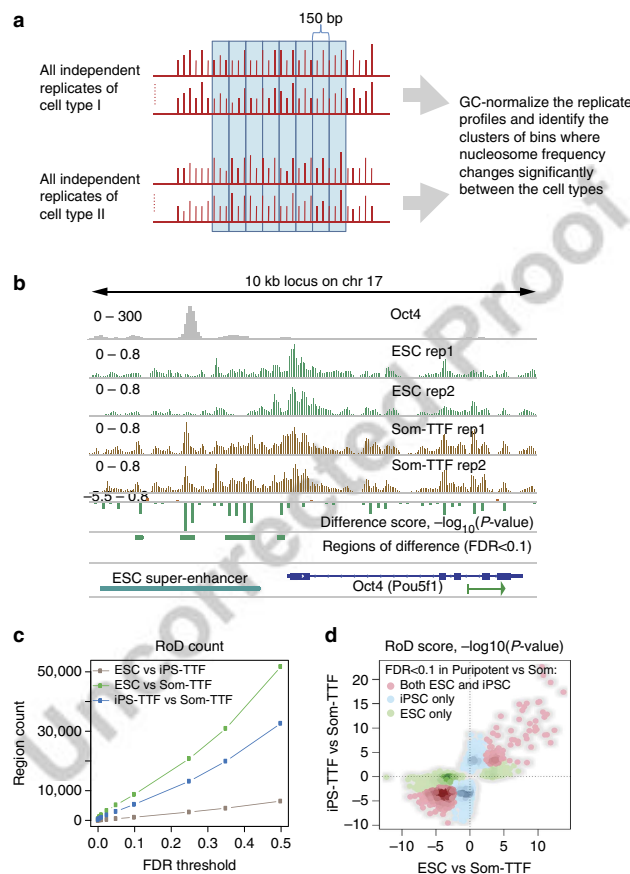 a
150 bp
All independent
replicates of
cell type I
All independent
replicates of
cell type II
GC-normalize the replicate
profiles and identify the
clusters of bins where
nucleosome frequency
changes significantly
between the cell types
b
10 kb locus on chr 17
0 – 300
Oct4
0 – 0.8
ESC rep1
0 – 0.8
ESC rep2
0 – 0.8
Som-TTF rep1
0 – 0.8
Som-TTF rep2
–5.5 – 0.8
Difference score, –log10(P-value)
Regions of difference (FDR<0.1)
ESC super-enhancer
Oct4 (Pou5f1)
c
RoD count
ESC vs iPS-TTF
ESC vs Som-TTF
iPS-TTF vs Som-TTF
Region count
50,000
30,000
10,000
0
0.0 0.1 0.2 0.3 0.4 0.5
FDR threshold
d
RoD score, –log10(P-value)
FDR<0.1 in Puripotent vs Som:
Both ESC and iPSC
iPSC only
ESC only
iPS-TTF vs Som-TTF
20
15
10
5
0
–5
–10
–10 –5 0 5 10
ESC vs Som-TTF
Uncorrected Proof